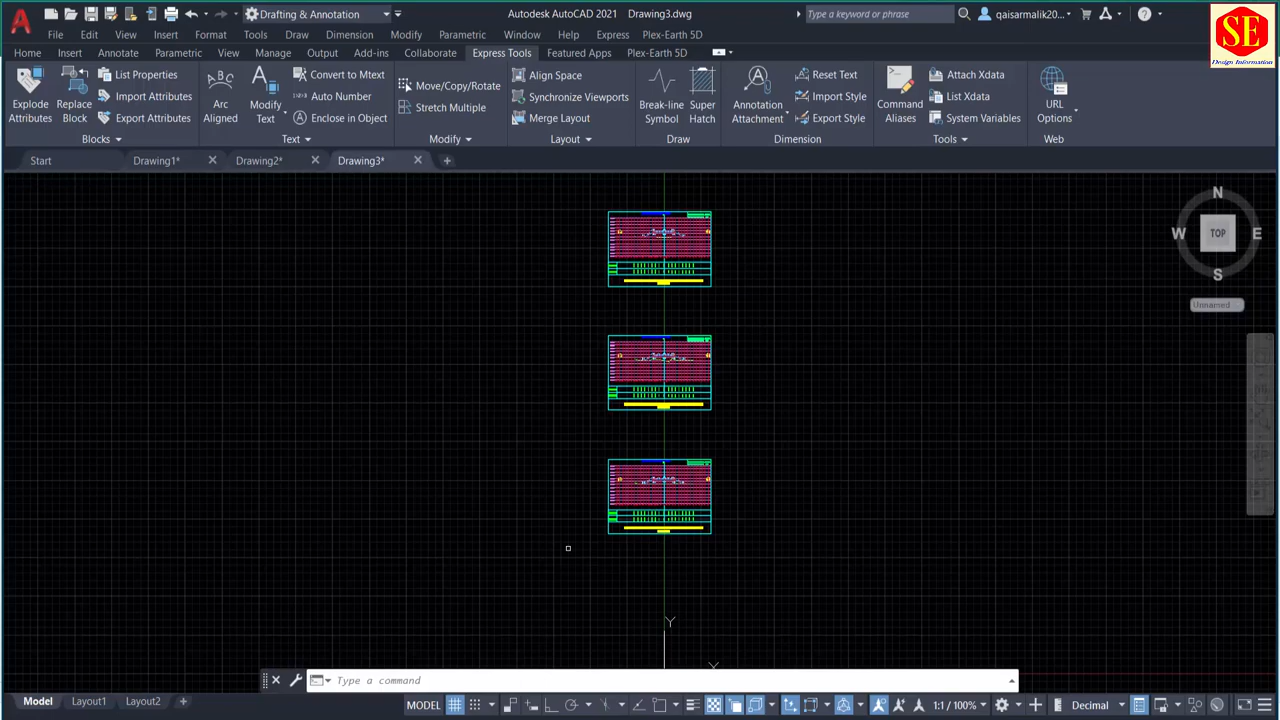 Drafting & Annotation
Autodesk AutoCAD 2021 Drawing3.dwg
Type a keyword or phrase
qaisarmalik20...
SE
Design Information
File Edit View Insert Format Tools Draw Dimension Modify Parametric Window Help Express Plex-Earth 5D
Home Insert Annotate Parametric View Manage Output Add-ins Collaborate Express Tools Featured Apps Plex-Earth 5D
Explode Attributes
Replace Block
List Properties
Import Attributes
Export Attributes
Blocks
Arc Aligned
Modify Text
Convert to Mtext
Auto Number
Enclose in Object
Text
Move/Copy/Rotate
Stretch Multiple
Modify
Align Space
Synchronize Viewports
Merge Layout
Layout
Break-line Symbol
Super Hatch
Draw
Annotation Attachment
Reset Text
Import Style
Export Style
Dimension
Command Aliases
Attach Xdata
List Xdata
System Variables
Tools
URL Options
Web
Start Drawing1* Drawing2* Drawing3*
N
W TOP E
S
Unnamed
Y
Type a command
Model Layout1 Layout2 MODEL 1:1 / 100% Decimal